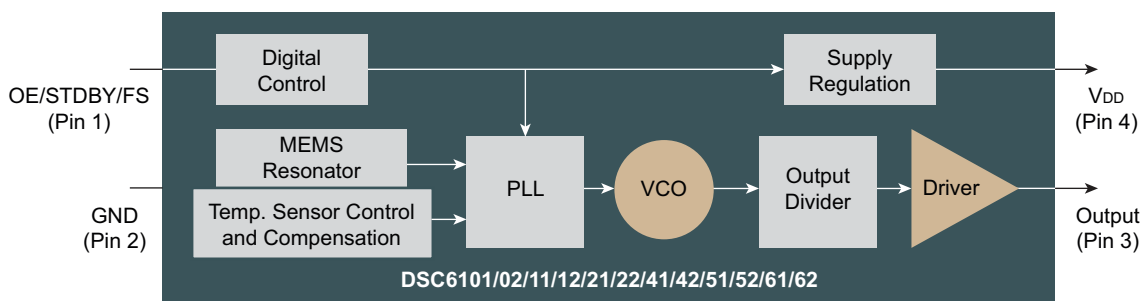 Digital
Control
Supply
Regulation
OE/STDBY/FS
(Pin 1)
VDD
(Pin 4)
MEMS
Resonator
PLL
VCO
Output
Divider
Driver
Temp. Sensor Control
and Compensation
GND
(Pin 2)
Output
(Pin 3)
DSC6101/02/11/12/21/22/41/42/51/52/61/62